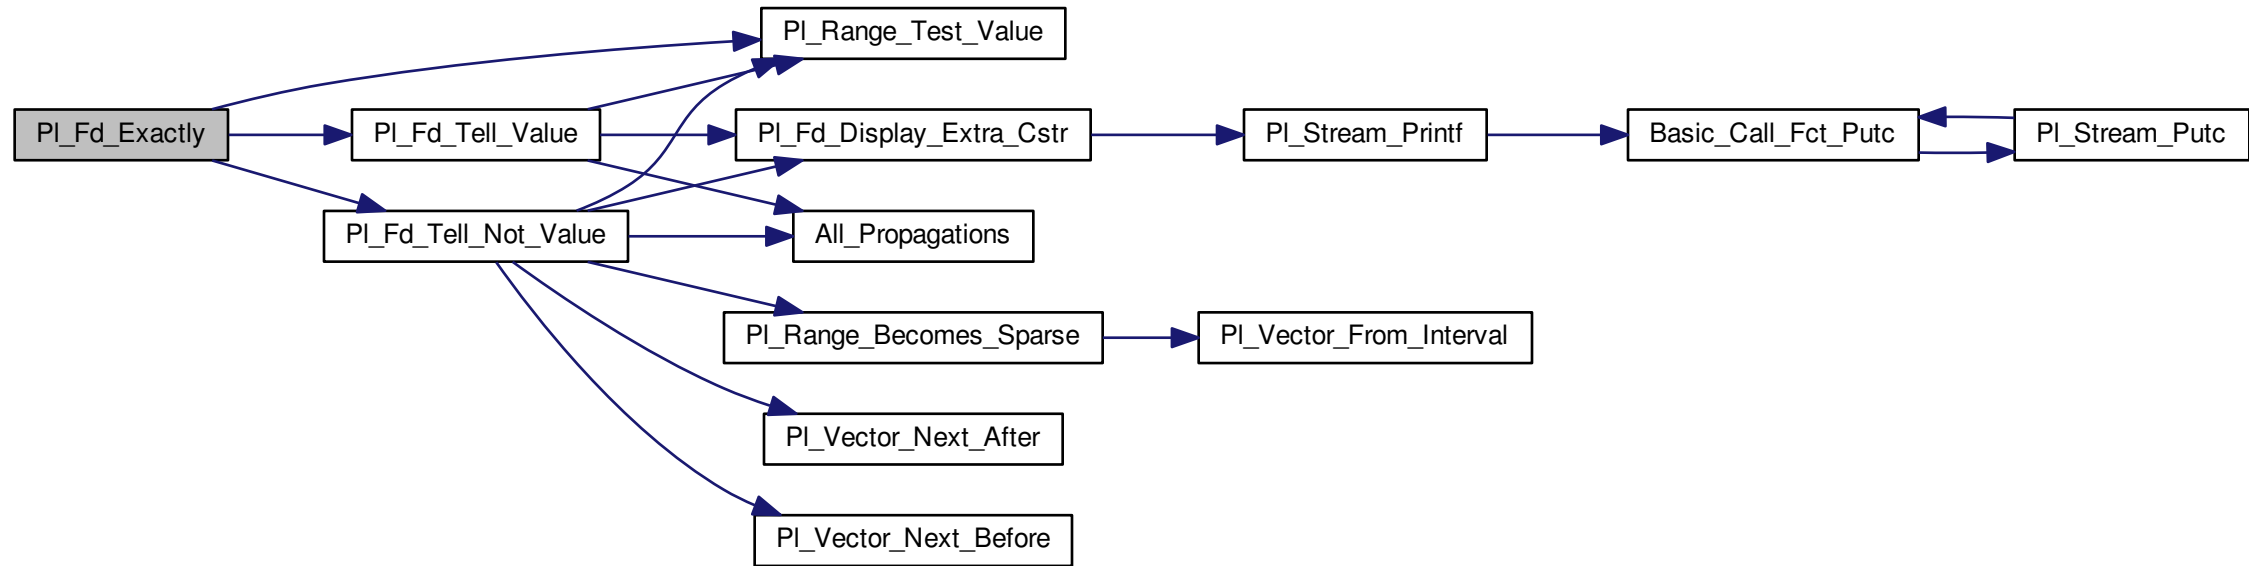 Pl_Range_Test_Value
Pl_Fd_Exactly
Pl_Fd_Tell_Value
Pl_Fd_Display_Extra_Cstr
Pl_Stream_Printf
Basic_Call_Fct_Putc
Pl_Stream_Putc
Pl_Fd_Tell_Not_Value
All_Propagations
Pl_Range_Becomes_Sparse
Pl_Vector_From_Interval
Pl_Vector_Next_After
Pl_Vector_Next_Before